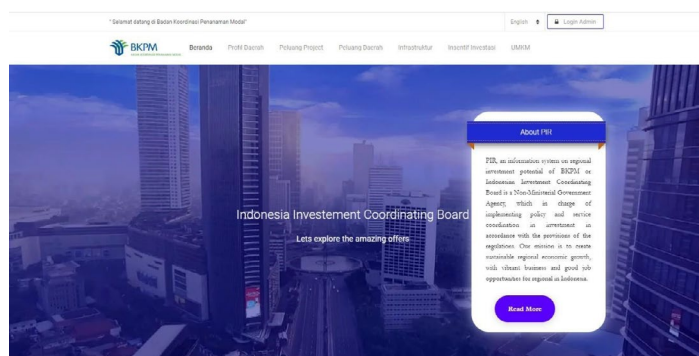 " Selamat datang di Badan Koordinasi Penanaman Modal"
English
Login Admin
BKPM
Beranda
Profil Daerah
Peluang Project
Peluang Daerah
Infrastruktur
Insentif Investasi
UMKM
About PIR
PIR, an information system on regional
investment potential of BKPM or
Indonesian Investment Coordinating
Board is a Non-Ministerial Government
Agency, which in charge of
implementing policy and service
coordination in investment in
accordance with the provisions of the
regulations. Our mission is to create
sustainable regional economic growth,
with vibrant business and good job
opportunities for regional in Indonesia.
Read More
Indonesia Investement Coordinating Board
Lets explore the amazing offers